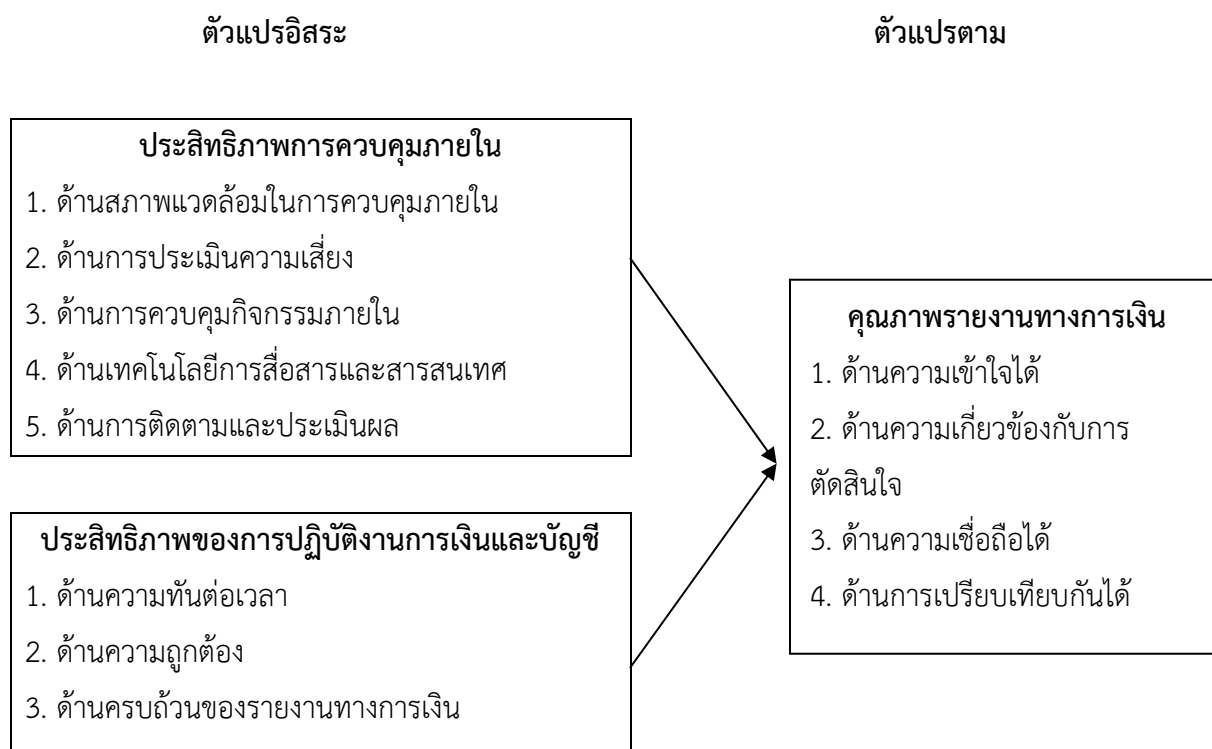 ตัวแปรอิสระ
ตัวแปรตาม
ประสิทธิภาพการควบคุมภายใน
1. ด้านสภาพแวดล้อมในการควบคุมภายใน
2. ด้านการประเมินความเสี่ยง
3. ด้านการควบคุมกิจกรรมภายใน
4. ด้านเทคโนโลยีการสื่อสารและสารสนเทศ
5. ด้านการติดตามและประเมินผล
ประสิทธิภาพของการปฏิบัติงานการเงินและบัญชี
1. ด้านความทันต่อเวลา
2. ด้านความถูกต้อง
3. ด้านครบถ้วนของรายงานทางการเงิน
คุณภาพรายงานทางการเงิน
1. ด้านความเข้าใจได้
2. ด้านความเกี่ยวข้องกับการ
ตัดสินใจ
3. ด้านความเชื่อถือได้
4. ด้านการเปรียบเทียบกันได้